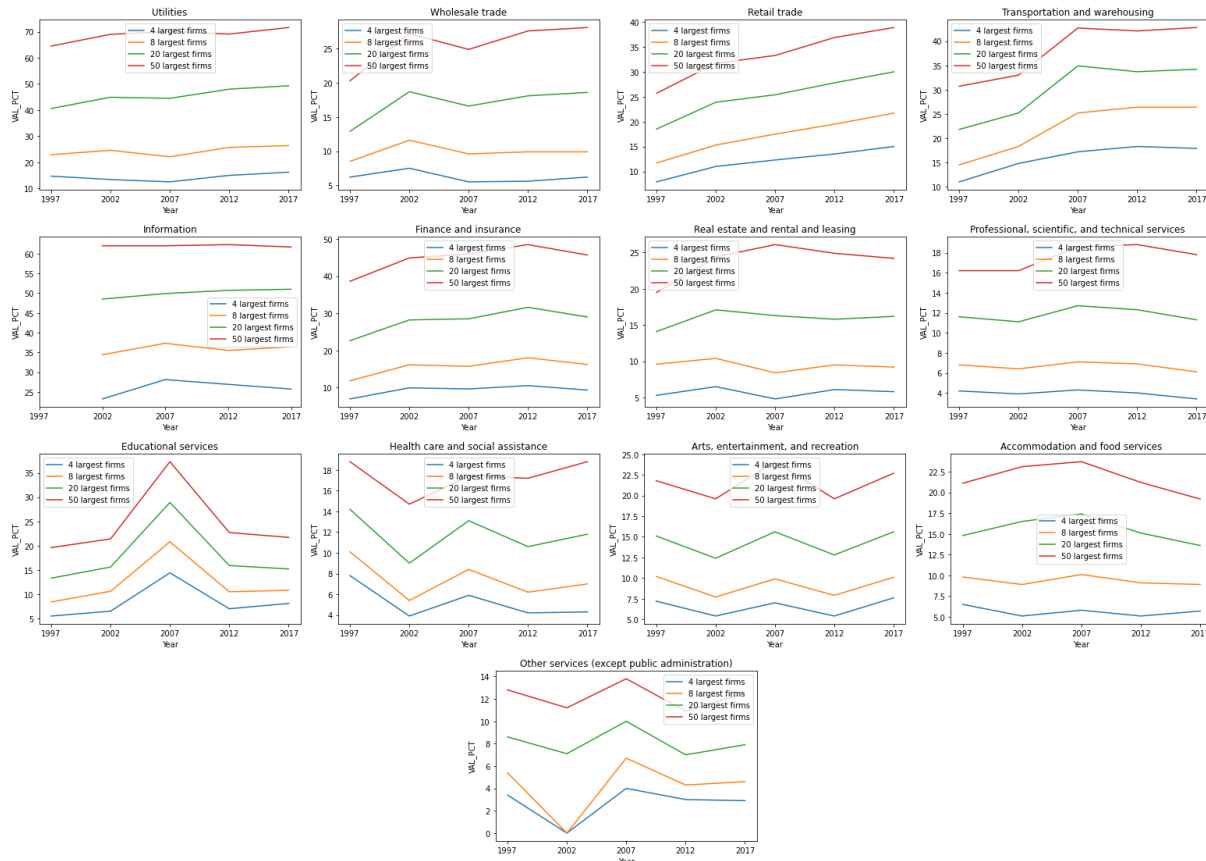 Utilities
70
60
50
40
30
20
10
VAL_PCT
4 largest firms
8 largest firms
20 largest firms
50 largest firms
1997 2002 2007 2012 2017
Year
Wholesale trade
25
20
15
10
5
VAL_PCT
4 largest firms
8 largest firms
20 largest firms
50 largest firms
1997 2002 2007 2012 2017
Year
Retail trade
40
35
30
25
20
15
10
VAL_PCT
4 largest firms
8 largest firms
20 largest firms
50 largest firms
1997 2002 2007 2012 2017
Year
Transportation and warehousing
40
35
30
25
20
15
10
VAL_PCT
4 largest firms
8 largest firms
20 largest firms
50 largest firms
1997 2002 2007 2012 2017
Year
Information
60
55
50
45
40
35
30
25
VAL_PCT
4 largest firms
8 largest firms
20 largest firms
50 largest firms
1997 2002 2007 2012 2017
Year
Finance and insurance
50
40
30
20
10
VAL_PCT
4 largest firms
8 largest firms
20 largest firms
50 largest firms
1997 2002 2007 2012 2017
Year
Real estate and rental and leasing
25
20
15
10
5
VAL_PCT
4 largest firms
8 largest firms
20 largest firms
50 largest firms
1997 2002 2007 2012 2017
Year
Professional, scientific, and technical services
18
16
14
12
10
8
6
4
VAL_PCT
4 largest firms
8 largest firms
20 largest firms
50 largest firms
1997 2002 2007 2012 2017
Year
Educational services
35
30
25
20
15
10
5
VAL_PCT
4 largest firms
8 largest firms
20 largest firms
50 largest firms
1997 2002 2007 2012 2017
Year
Health care and social assistance
18
16
14
12
10
8
6
4
VAL_PCT
4 largest firms
8 largest firms
20 largest firms
50 largest firms
1997 2002 2007 2012 2017
Year
Arts, entertainment, and recreation
25.0
22.5
20.0
17.5
15.0
12.5
10.0
7.5
5.0
VAL_PCT
4 largest firms
8 largest firms
20 largest firms
50 largest firms
1997 2002 2007 2012 2017
Year
Accommodation and food services
22.5
20.0
17.5
15.0
12.5
10.0
7.5
5.0
VAL_PCT
4 largest firms
8 largest firms
20 largest firms
50 largest firms
1997 2002 2007 2012 2017
Year
Other services (except public administration)
14
12
10
8
6
4
2
0
VAL_PCT
4 largest firms
8 largest firms
20 largest firms
50 largest firms
1997 2002 2007 2012 2017
Year